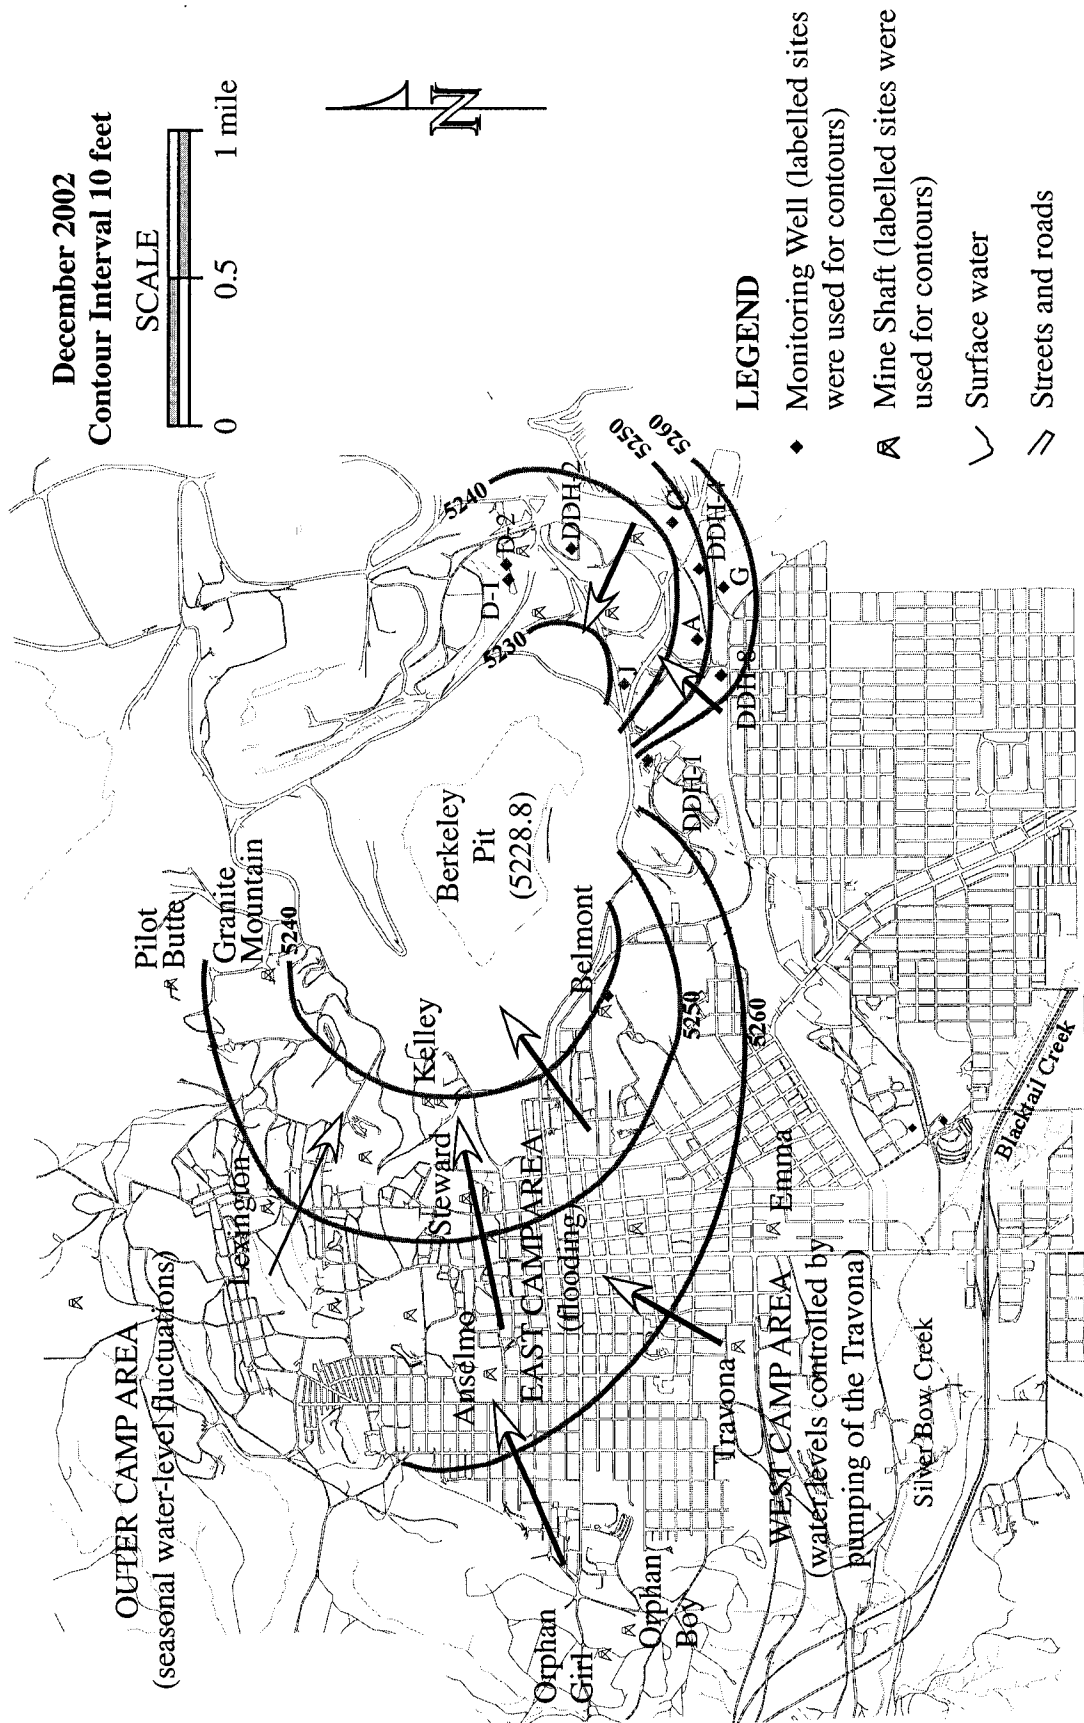 December 2002
Contour Interval 10 feet
SCALE
0
0.5
1 mile
N
LEGEND
Monitoring Well (labelled sites
were used for contours)
Mine Shaft (labelled sites were
used for contours)
Surface water
Streets and roads
OUTER CAMP AREA
(seasonal water-level fluctuations)
Pilot
Butte
Granite
Mountain
5240
Lexington
Kelley
Steward
Anselmo
EAST CAMP AREA
(flooding)
Berkeley
Pit
(5228.8)
Belmont
5250
5260
5240
5230
5250
5260
D-1
D-2
DDH-2
C
DDH-4
G
A
J
DDH-8
DDH-1
Orphan
Girl
Orphan
Boy
Travona
Emma
WEST CAMP AREA
(water levels controlled by
pumping of the Travona)
Silver Bow Creek
Blacktail Creek